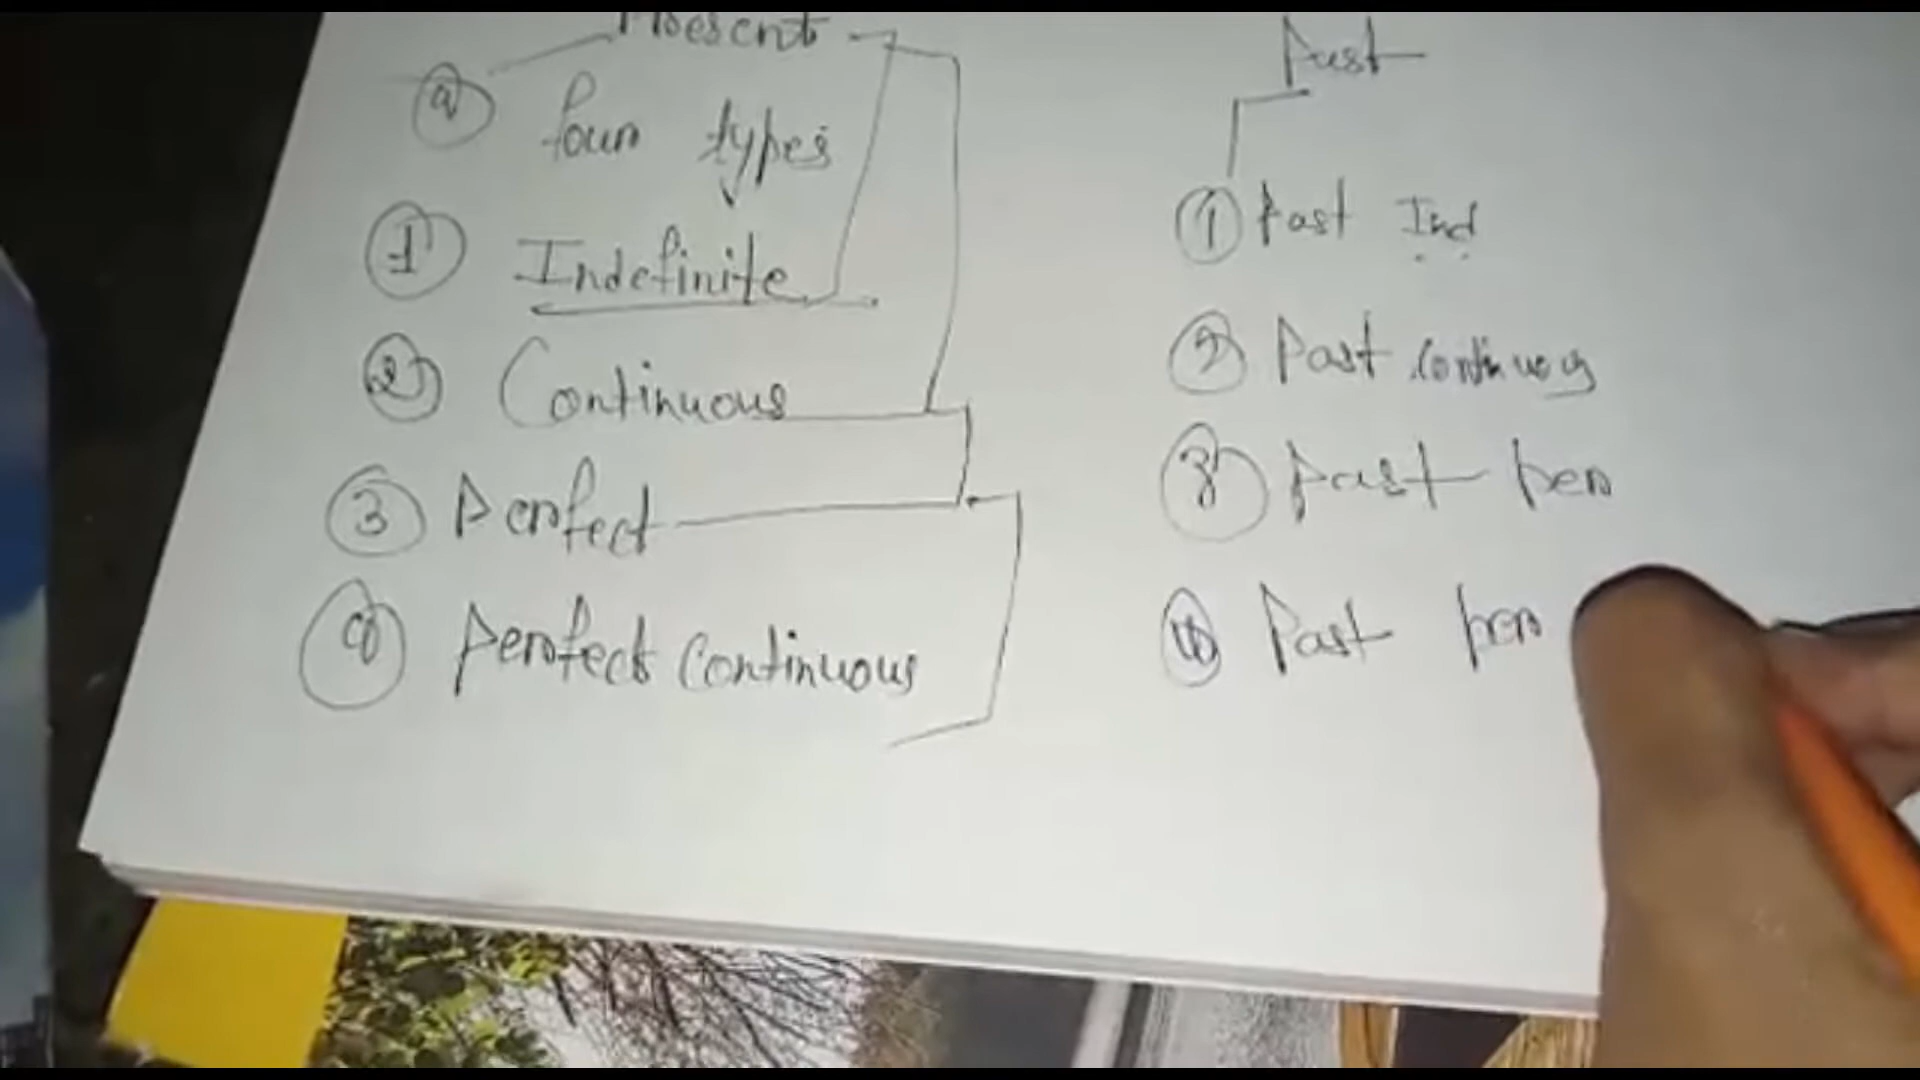 Present
a four types
1 Indefinite
2 Continuous
3 Perfect
4 Perfect Continuous
Past
1 Past Ind
2 Past Continuous
3 Past per
4 Past per